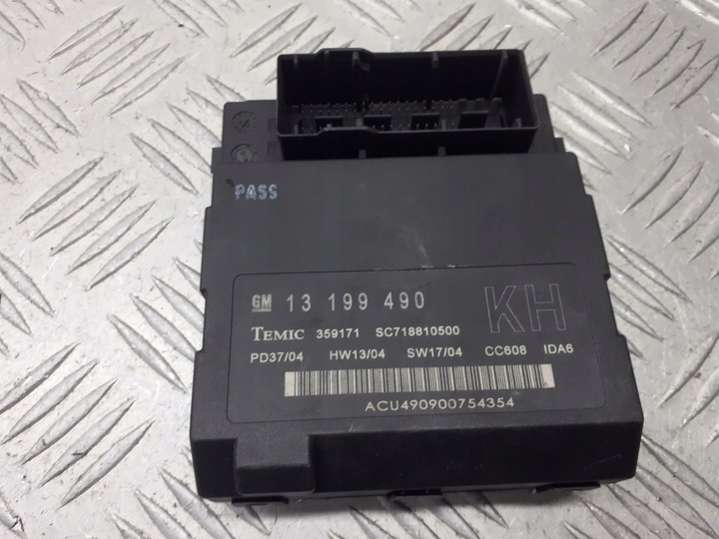 PASS
GM 13 199 490 KH
TEMIC 359171 SC718810500
PD37/04 HW13/04 SW17/04 CC608 IDA6
ACU490900754354